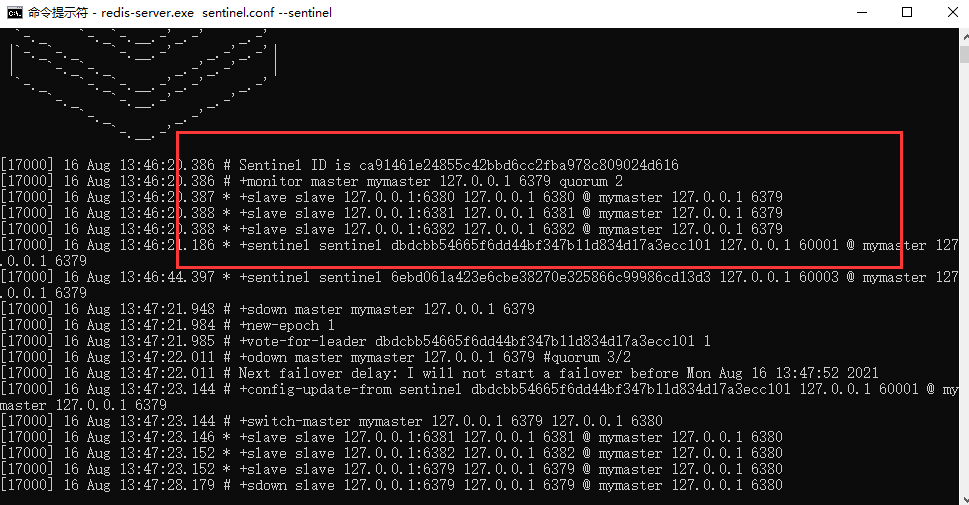 命令提示符 - redis-server.exe  sentinel.conf --sentinel
[17000] 16 Aug 13:46:20.386 # Sentinel ID is ca91461e24855c42bbd6cc2fba978c809024d616
[17000] 16 Aug 13:46:20.386 # +monitor master mymaster 127.0.0.1 6379 quorum 2
[17000] 16 Aug 13:46:20.387 * +slave slave 127.0.0.1:6380 127.0.0.1 6380 @ mymaster 127.0.0.1 6379
[17000] 16 Aug 13:46:20.388 * +slave slave 127.0.0.1:6381 127.0.0.1 6381 @ mymaster 127.0.0.1 6379
[17000] 16 Aug 13:46:20.388 * +slave slave 127.0.0.1:6382 127.0.0.1 6382 @ mymaster 127.0.0.1 6379
[17000] 16 Aug 13:46:21.186 * +sentinel sentinel dbdcbb54665f6dd44bf347b11d834d17a3ecc101 127.0.0.1 60001 @ mymaster 127
.0.0.1 6379
[17000] 16 Aug 13:46:44.397 * +sentinel sentinel 6ebd061a423e6cbe38270e325866c99986cd13d3 127.0.0.1 60003 @ mymaster 127
.0.0.1 6379
[17000] 16 Aug 13:47:21.948 # +sdown master mymaster 127.0.0.1 6379
[17000] 16 Aug 13:47:21.984 # +new-epoch 1
[17000] 16 Aug 13:47:21.985 # +vote-for-leader dbdcbb54665f6dd44bf347b11d834d17a3ecc101 1
[17000] 16 Aug 13:47:22.011 # +odown master mymaster 127.0.0.1 6379 #quorum 3/2
[17000] 16 Aug 13:47:22.011 # Next failover delay: I will not start a failover before Mon Aug 16 13:47:52 2021
[17000] 16 Aug 13:47:23.144 # +config-update-from sentinel dbdcbb54665f6dd44bf347b11d834d17a3ecc101 127.0.0.1 60001 @ my
master 127.0.0.1 6379
[17000] 16 Aug 13:47:23.144 # +switch-master mymaster 127.0.0.1 6379 127.0.0.1 6380
[17000] 16 Aug 13:47:23.146 * +slave slave 127.0.0.1:6381 127.0.0.1 6381 @ mymaster 127.0.0.1 6380
[17000] 16 Aug 13:47:23.152 * +slave slave 127.0.0.1:6382 127.0.0.1 6382 @ mymaster 127.0.0.1 6380
[17000] 16 Aug 13:47:23.152 * +slave slave 127.0.0.1:6379 127.0.0.1 6379 @ mymaster 127.0.0.1 6380
[17000] 16 Aug 13:47:28.179 # +sdown slave 127.0.0.1:6379 127.0.0.1 6379 @ mymaster 127.0.0.1 6380